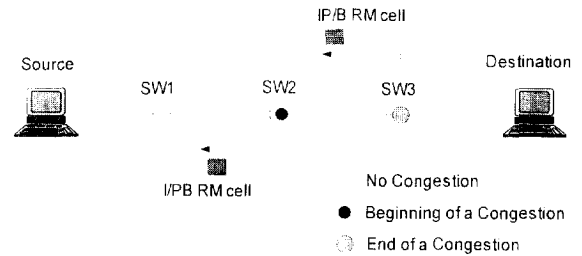 IP/B RM cell
Source
Destination
SW1
SW2
SW3
I/PB RM cell
No Congestion
Beginning of a Congestion
End of a Congestion